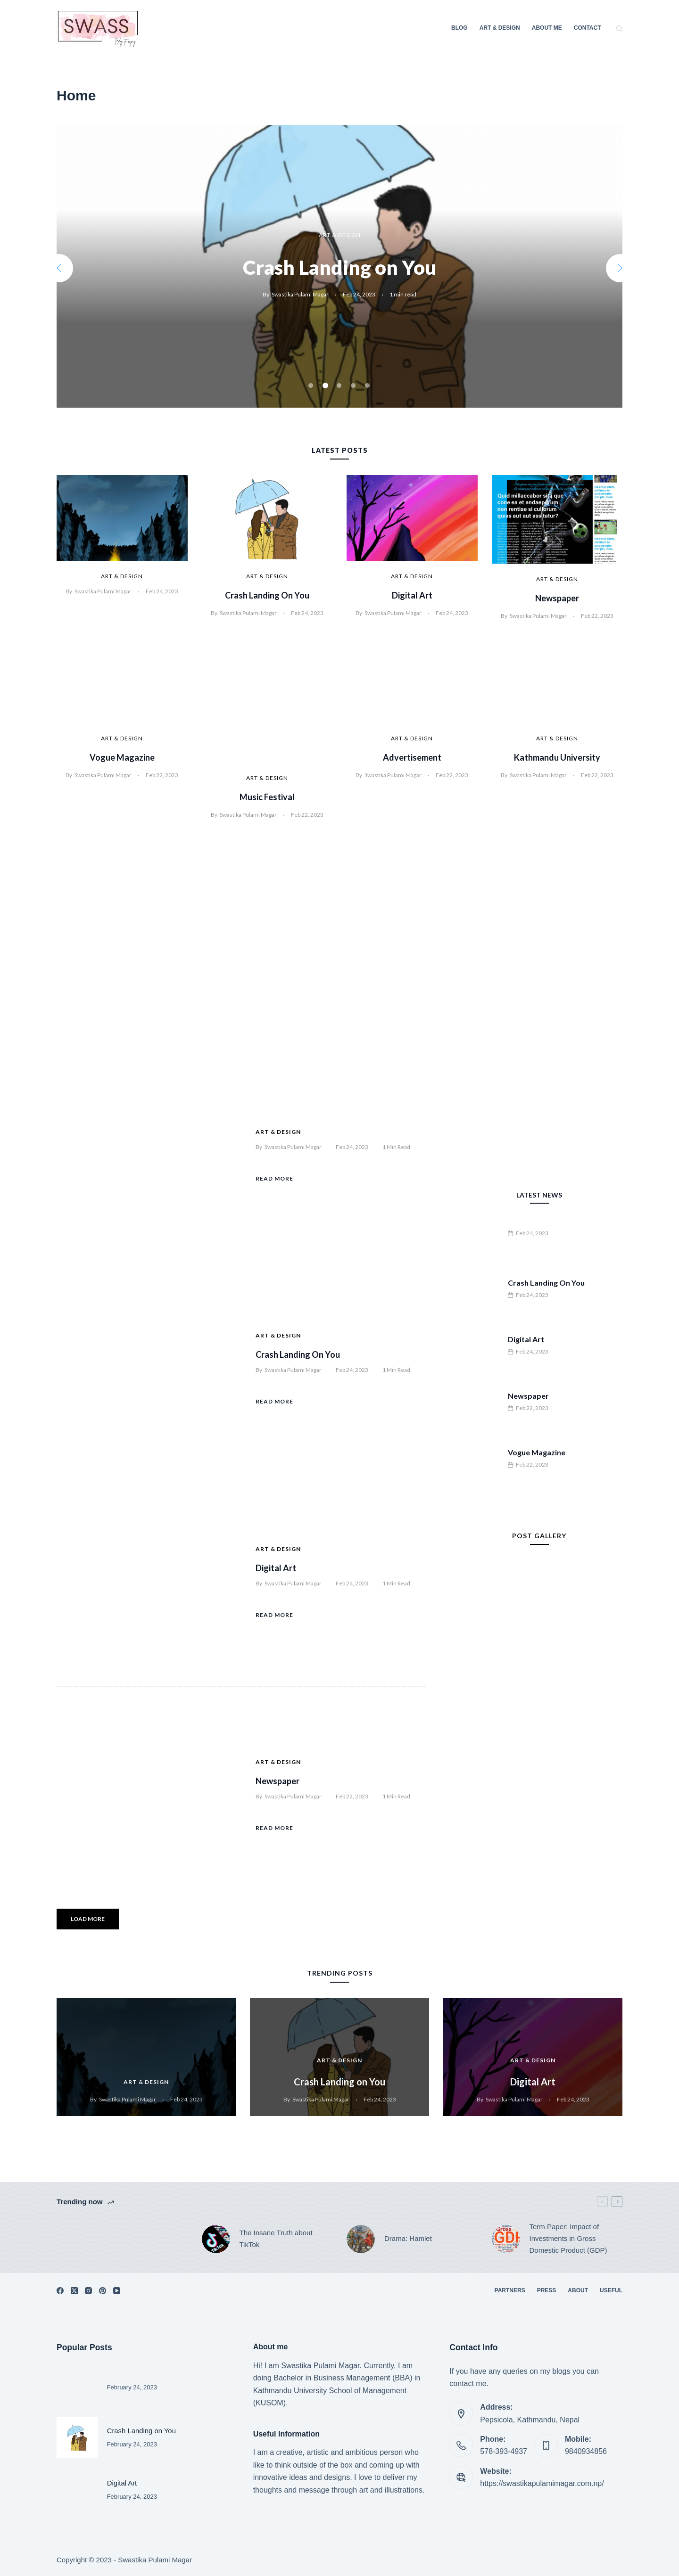 SWASS
Blog Page
BLOG
ART & DESIGN
ABOUT ME
CONTACT
Home
ART & DESIGN
Crash Landing on You
By Swastika Pulami Magar - Feb 24, 2023 - 1 min read
LATEST POSTS
ART & DESIGN
By Swastika Pulami Magar - Feb 24, 2023
ART & DESIGN
Crash Landing On You
By Swastika Pulami Magar - Feb 24, 2023
ART & DESIGN
Digital Art
By Swastika Pulami Magar - Feb 24, 2023
Quid millaccabor sita que
cone ea et andaepratum
rent rentiae si cullorum
quias aut aut assitur?
ART & DESIGN
Newspaper
By Swastika Pulami Magar - Feb 22, 2023
ART & DESIGN
Vogue Magazine
By Swastika Pulami Magar - Feb 22, 2023
ART & DESIGN
Music Festival
By Swastika Pulami Magar - Feb 22, 2023
ART & DESIGN
Advertisement
By Swastika Pulami Magar - Feb 22, 2023
ART & DESIGN
Kathmandu University
By Swastika Pulami Magar - Feb 22, 2023
ART & DESIGN
By Swastika Pulami Magar Feb 24, 2023 1 Min Read
READ MORE
ART & DESIGN
Crash Landing On You
By Swastika Pulami Magar Feb 24, 2023 1 Min Read
READ MORE
ART & DESIGN
Digital Art
By Swastika Pulami Magar Feb 24, 2023 1 Min Read
READ MORE
ART & DESIGN
Newspaper
By Swastika Pulami Magar Feb 22, 2023 1 Min Read
READ MORE
LOAD MORE
LATEST NEWS
Feb 24, 2023
Crash Landing On You
Feb 24, 2023
Digital Art
Feb 24, 2023
Newspaper
Feb 22, 2023
Vogue Magazine
Feb 22, 2023
POST GALLERY
TRENDING POSTS
ART & DESIGN
By Swastika Pulami Magar - Feb 24, 2023
ART & DESIGN
Crash Landing on You
By Swastika Pulami Magar - Feb 24, 2023
ART & DESIGN
Digital Art
By Swastika Pulami Magar - Feb 24, 2023
Trending now
The Insane Truth about
TikTok
Drama: Hamlet
GDP
Term Paper: Impact of
Investments in Gross
Domestic Product (GDP)
PARTNERS
PRESS
ABOUT
USEFUL
Popular Posts
February 24, 2023
Crash Landing on You
February 24, 2023
Digital Art
February 24, 2023
About me
Hi! I am Swastika Pulami Magar. Currently, I am
doing Bachelor in Business Management (BBA) in
Kathmandu University School of Management
(KUSOM).
Useful Information
I am a creative, artistic and ambitious person who
like to think outside of the box and coming up with
innovative ideas and designs. I love to deliver my
thoughts and message through art and illustrations.
Contact Info
If you have any queries on my blogs you can
contact me.
Address:
Pepsicola, Kathmandu, Nepal
Phone:
578-393-4937
Mobile:
9840934856
Website:
https://swastikapulamimagar.com.np/
Copyright © 2023 - Swastika Pulami Magar